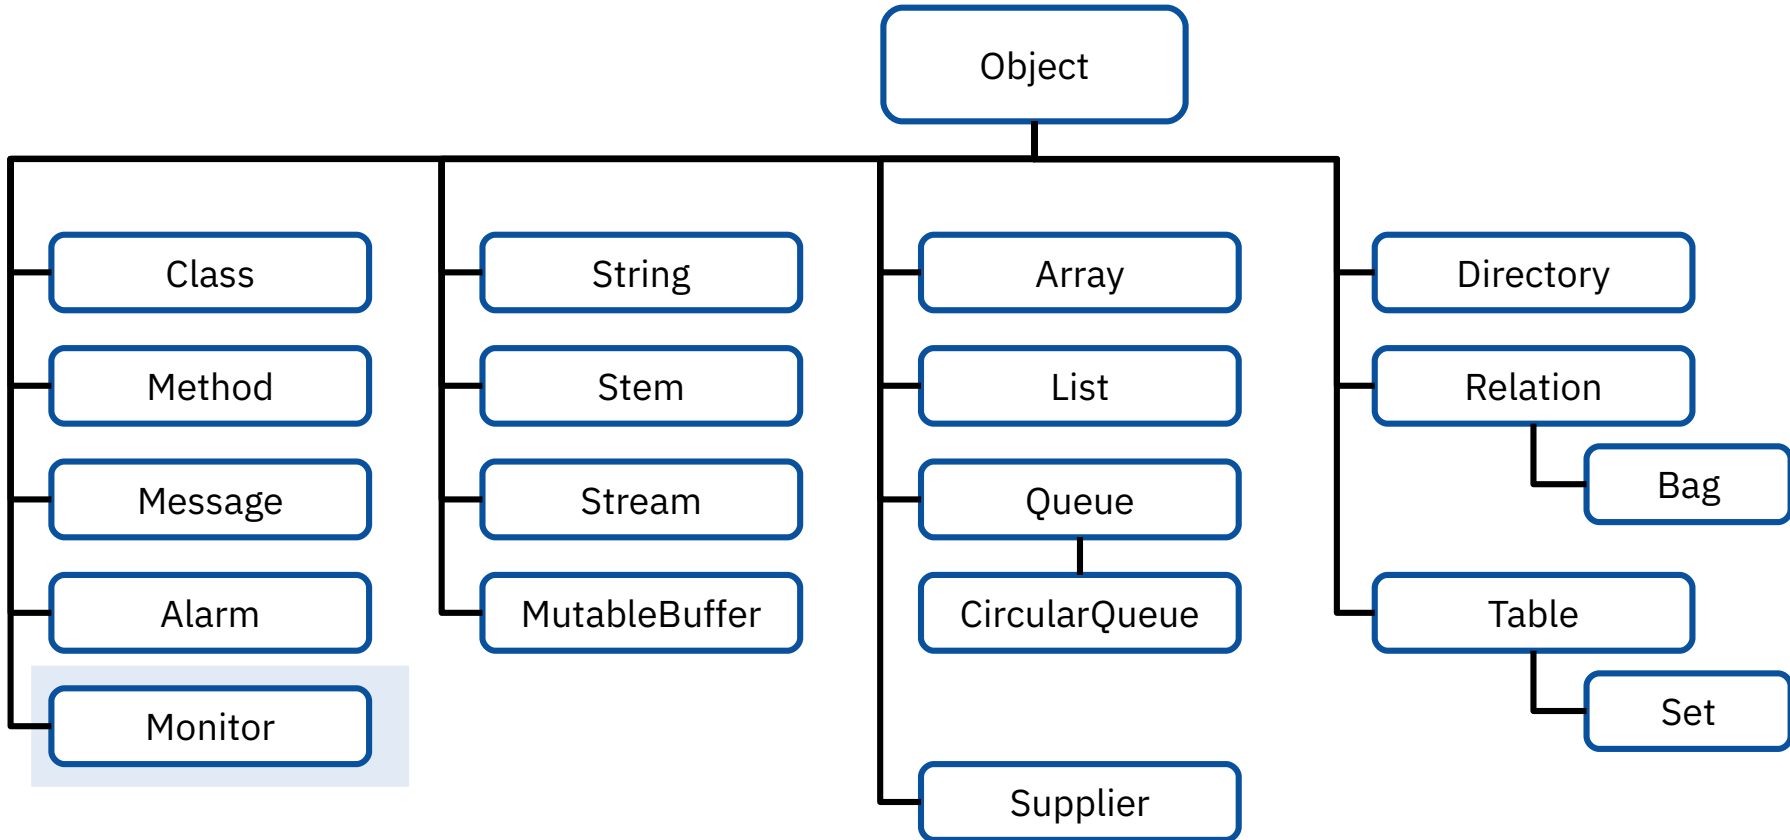 Object
Class
Method
Message
Alarm
Monitor
String
Stem
Stream
MutableBuffer
Array
List
Queue
CircularQueue
Supplier
Directory
Relation
Bag
Table
Set